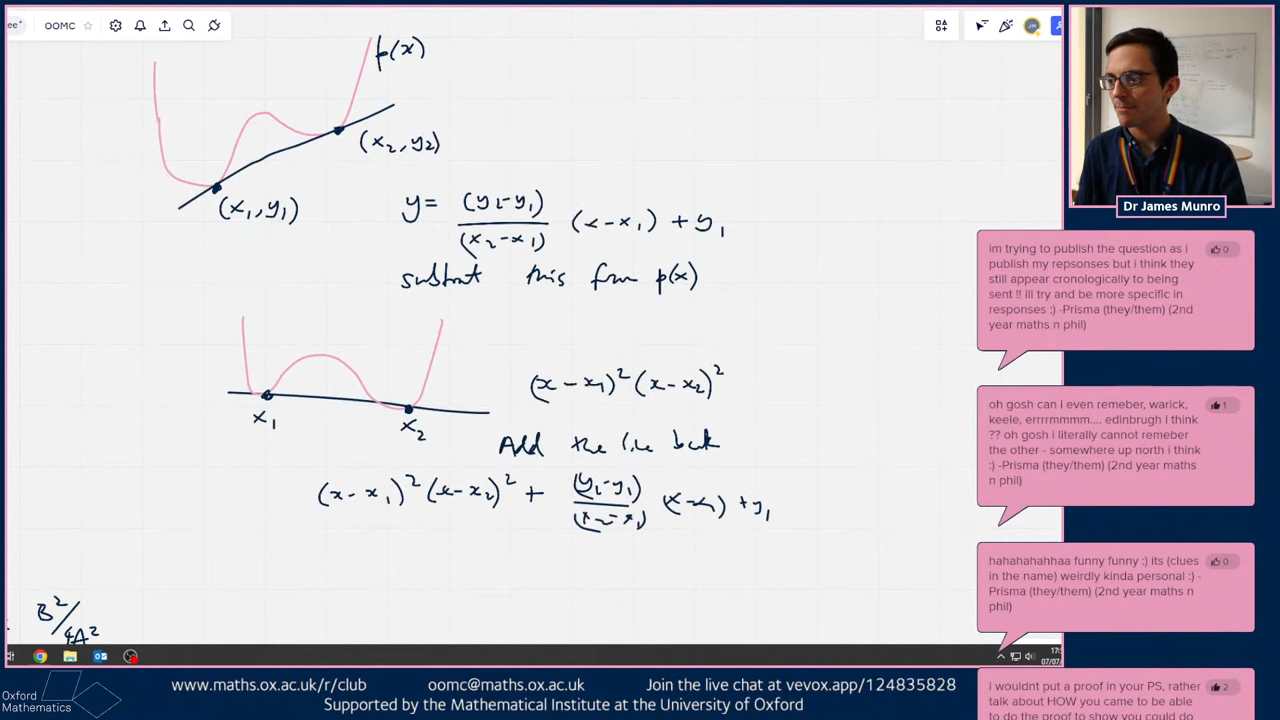 ee*
OOMC
p(x)
(x2, y2)
(x1, y1)
y = (y2-y1)/(x2-x1) (x-x1) + y1
subtract this from p(x)
x1
x2
(x-x1)²(x-x2)²
Add the line back
(x-x1)²(x-x2)² + (y2-y1)/(x2-x1) (x-x1) + y1
B²/4A²
17:5
07/07/
Dr James Munro
im trying to publish the question as i
publish my repsonses but i think they
still appear cronologically to being
sent !! ill try and be more specific in
responses :) -Prisma (they/them) (2nd
year maths n phil)
0
oh gosh can i even remeber, warick,
keele, errrrmmmm.... edinbrugh i think
?? oh gosh i literally cannot remeber
the other - somewhere up north i think
:) -Prisma (they/them) (2nd year maths
n phil)
1
hahahahahhaa funny funny :) its (clues
in the name) weirdly kinda personal :) -
Prisma (they/them) (2nd year maths n
phil)
0
i wouldnt put a proof in your PS, rather
talk about HOW you came to be able
to do the proof to show you could do
2
Oxford
Mathematics
www.maths.ox.ac.uk/r/club
oomc@maths.ox.ac.uk
Join the live chat at vevox.app/124835828
Supported by the Mathematical Institute at the University of Oxford